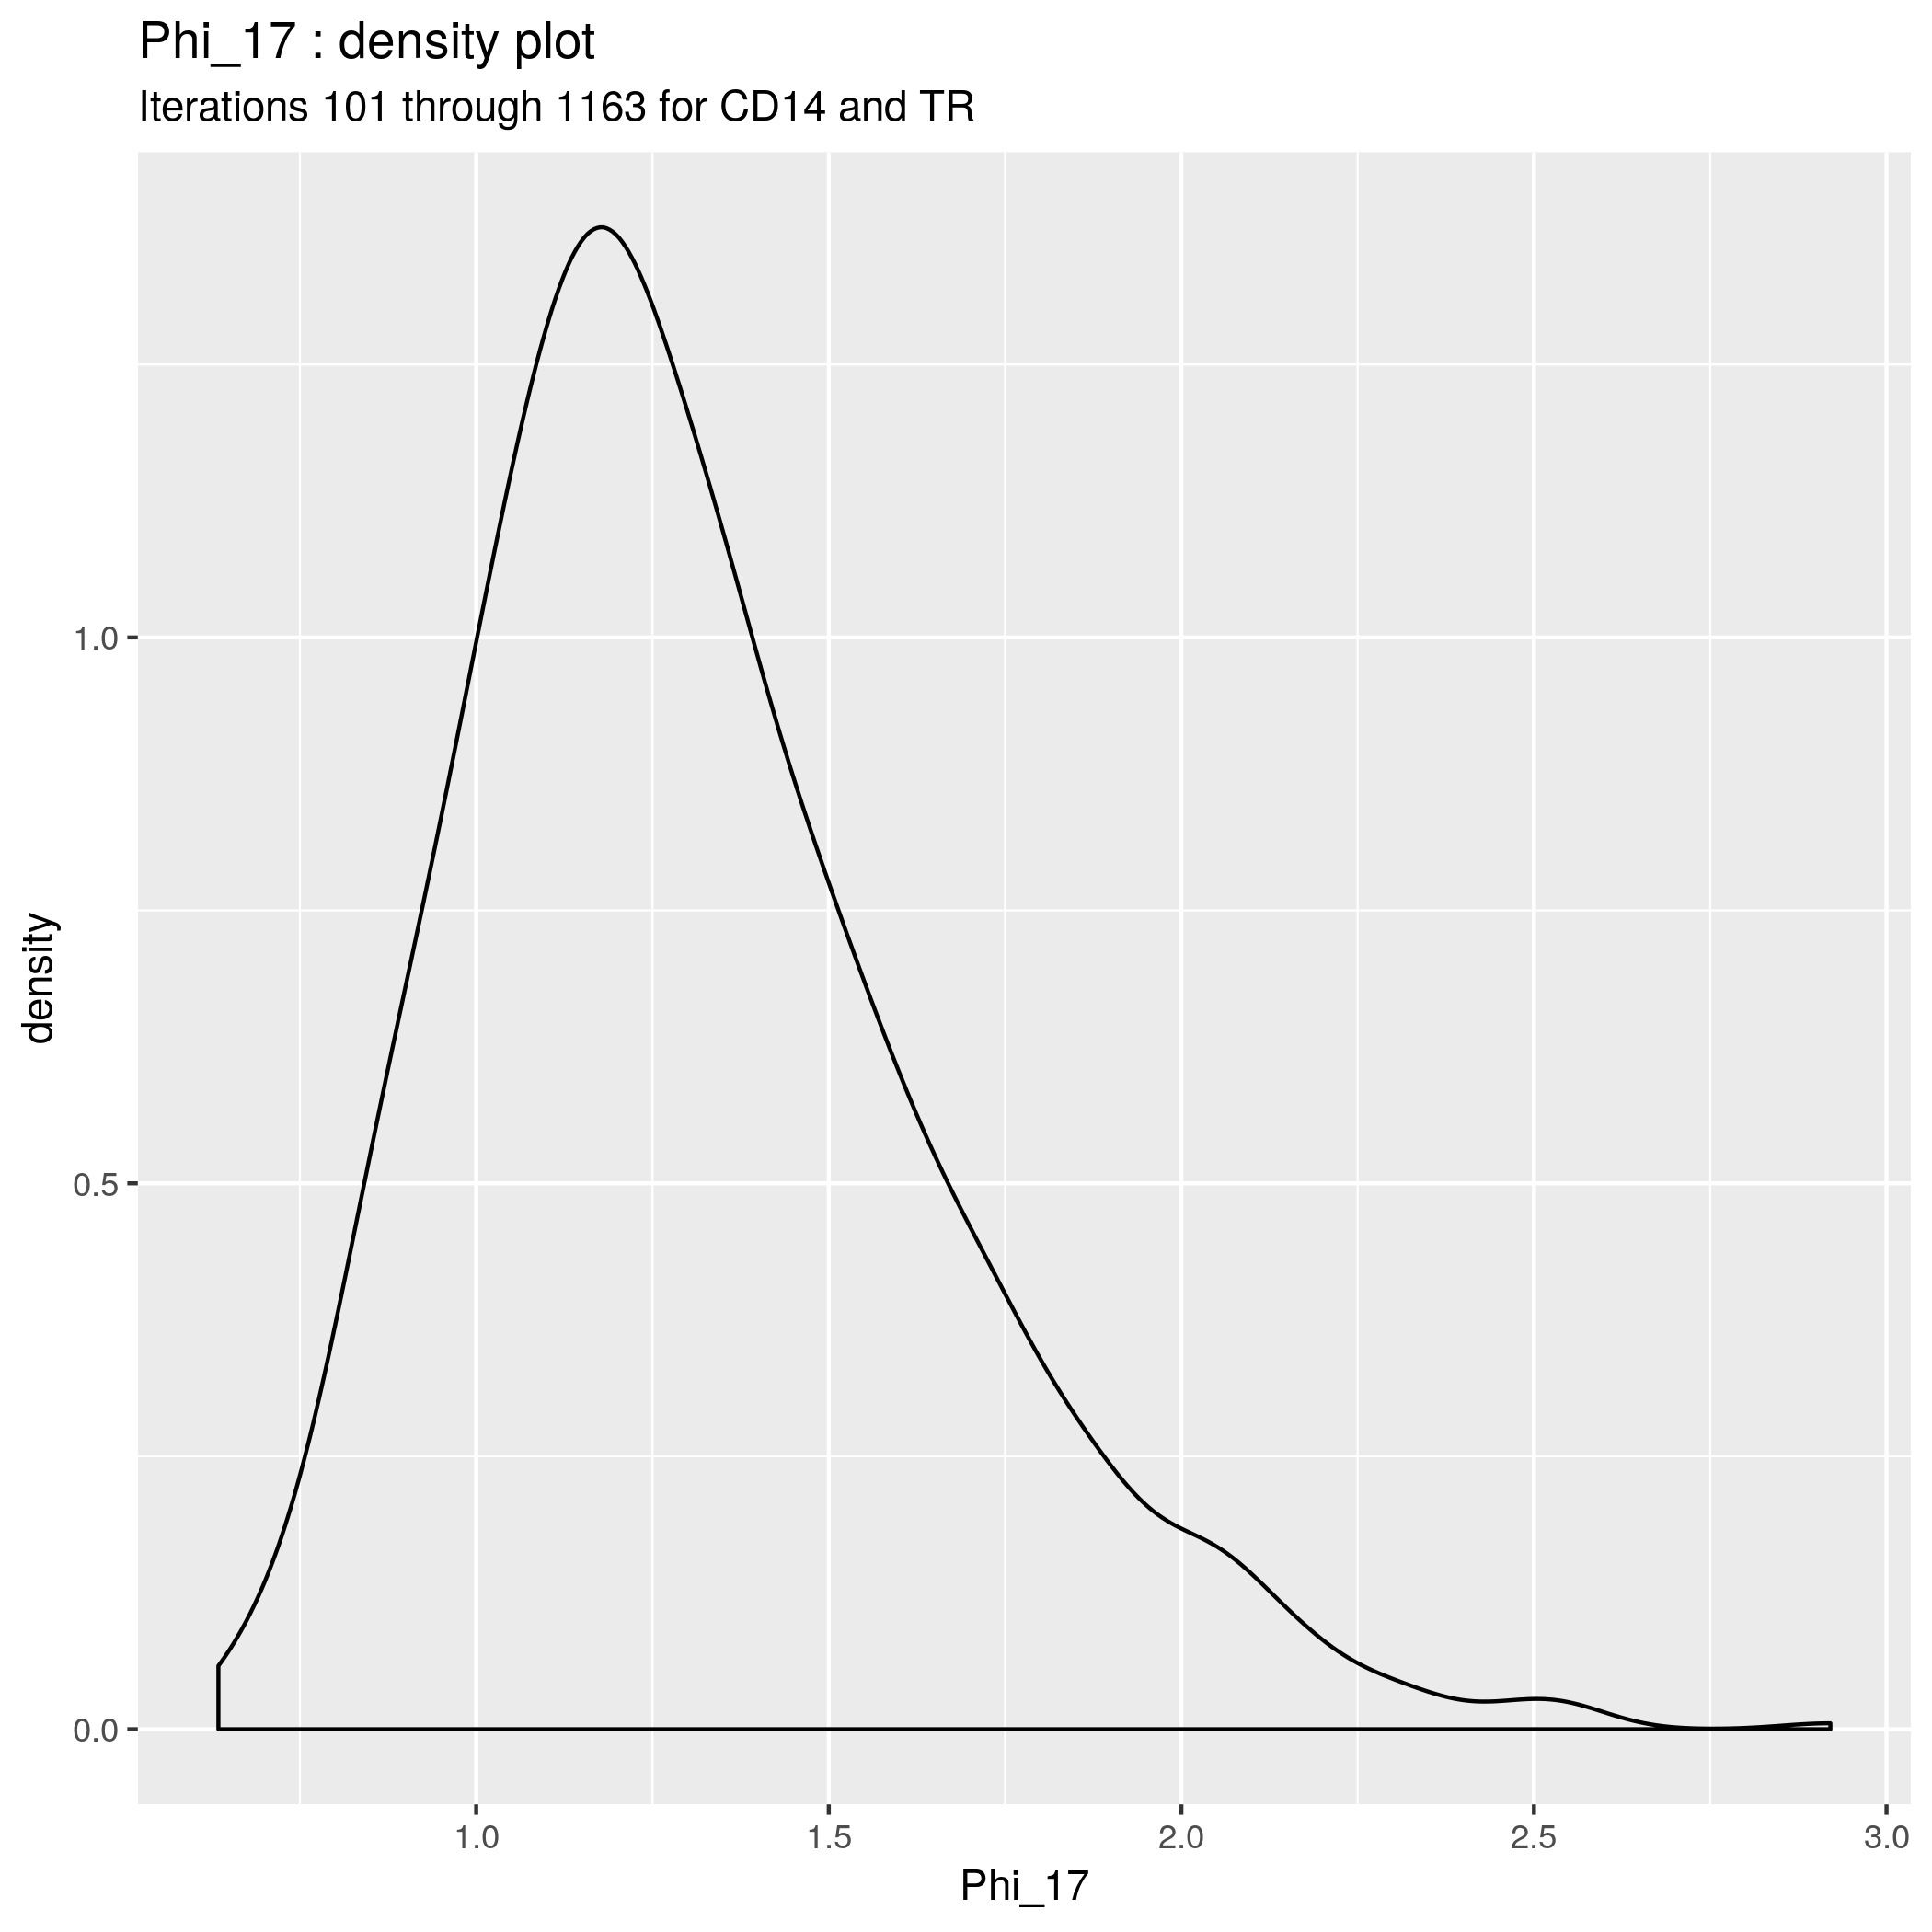 Phi_17 : density plot
Iterations 101 through 1163 for CD14 and TR
density
1.0
0.5
0.0
1.0 1.5 2.0 2.5 3.0
Phi_17